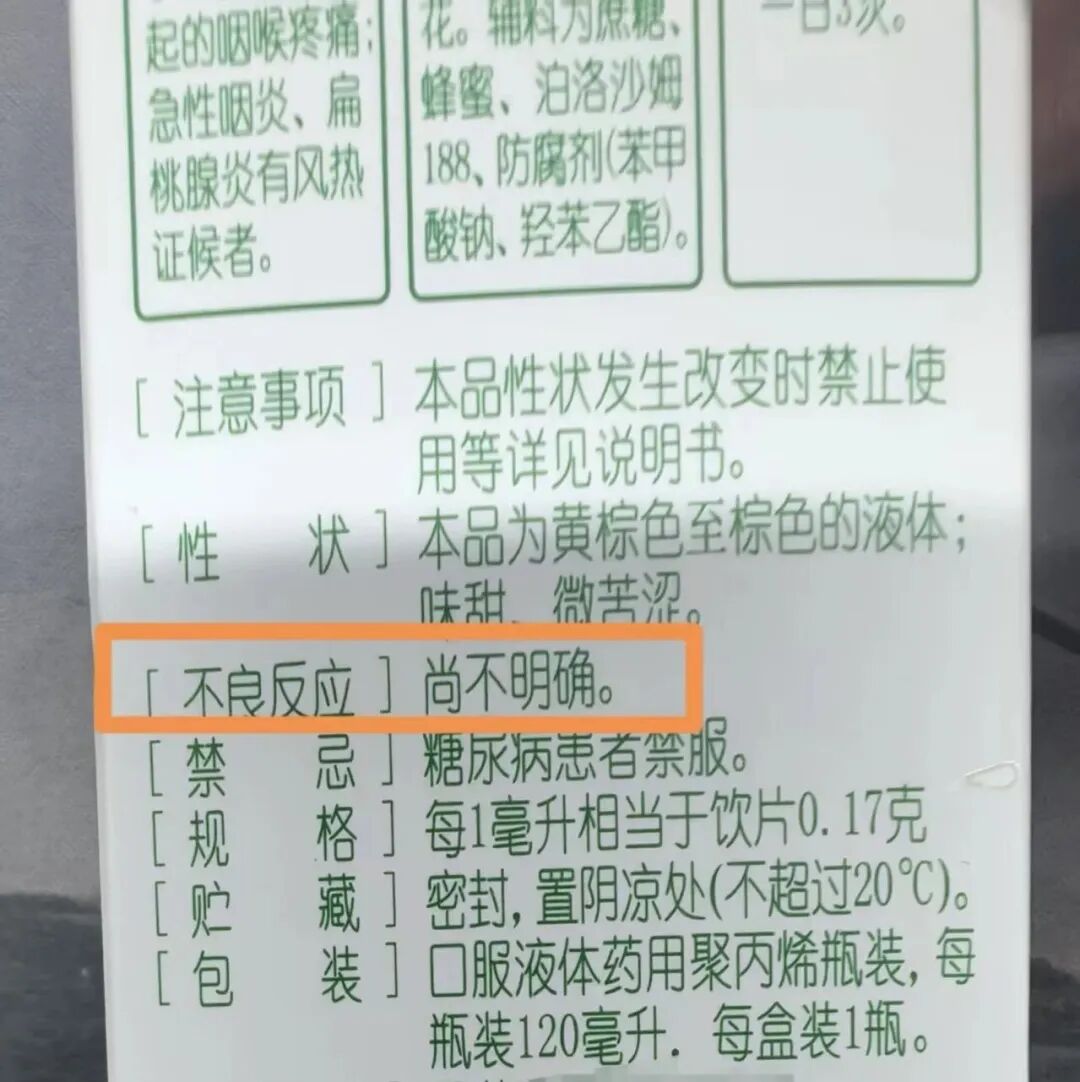 起的咽喉疼痛;
急性咽炎、扁
桃腺炎有风热
证候者。
花。辅料为蔗糖、
蜂蜜、泊洛沙姆
188、防腐剂(苯甲
酸钠、羟苯乙酯)。
一日3次。
[ 注意事项 ] 本品性状发生改变时禁止使
用等详见说明书。
[ 性 状 ] 本品为黄棕色至棕色的液体;
味甜、微苦涩。
[ 不良反应 ] 尚不明确。
[ 禁 忌 ] 糖尿病患者禁服。
[ 规 格 ] 每1毫升相当于饮片0.17克
[ 贮 藏 ] 密封,置阴凉处(不超过20℃)。
[ 包 装 ] 口服液体药用聚丙烯瓶装,每
瓶装120毫升. 每盒装1瓶。